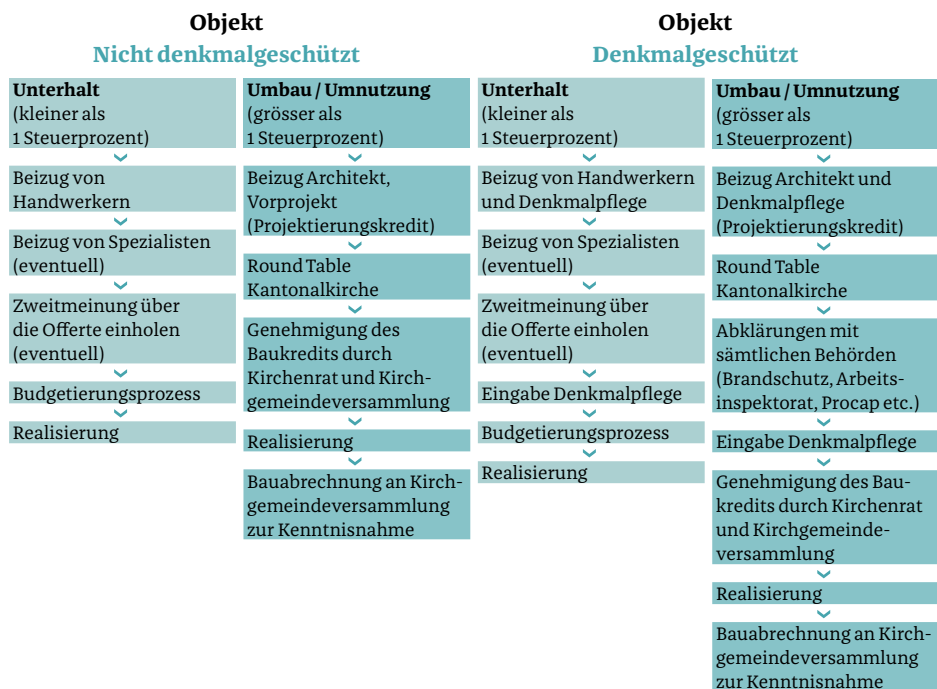 Objekt
Nicht denkmalgeschützt
Unterhalt
(kleiner als
1 Steuerprozent)
Beizug von
Handwerkern
Beizug von Spezialisten
(eventuell)
Zweitmeinung über
die Offerte einholen
(eventuell)
Budgetierungsprozess
Realisierung
Umbau / Umnutzung
(grösser als
1 Steuerprozent)
Beizug Architekt,
Vorprojekt
(Projektierungskredit)
Round Table
Kantonalkirche
Genehmigung des
Baukredits durch
Kirchenrat und Kirch-
gemeindeversammlung
Realisierung
Bauabrechnung an Kirch-
gemeindeversammlung
zur Kenntnisnahme
Objekt
Denkmalgeschützt
Unterhalt
(kleiner als
1 Steuerprozent)
Beizug von Handwerkern
und Denkmalpflege
Beizug von Spezialisten
(eventuell)
Zweitmeinung über
die Offerte einholen
(eventuell)
Eingabe Denkmalpflege
Budgetierungsprozess
Realisierung
Umbau / Umnutzung
(grösser als
1 Steuerprozent)
Beizug Architekt und
Denkmalpflege
(Projektierungskredit)
Round Table
Kantonalkirche
Abklärungen mit
sämtlichen Behörden
(Brandschutz, Arbeits-
inspektorat, Procap etc.)
Eingabe Denkmalpflege
Genehmigung des Bau-
kredits durch Kirchenrat
und Kirchgemeinde-
versammlung
Realisierung
Bauabrechnung an Kirch-
gemeindeversammlung
zur Kenntnisnahme